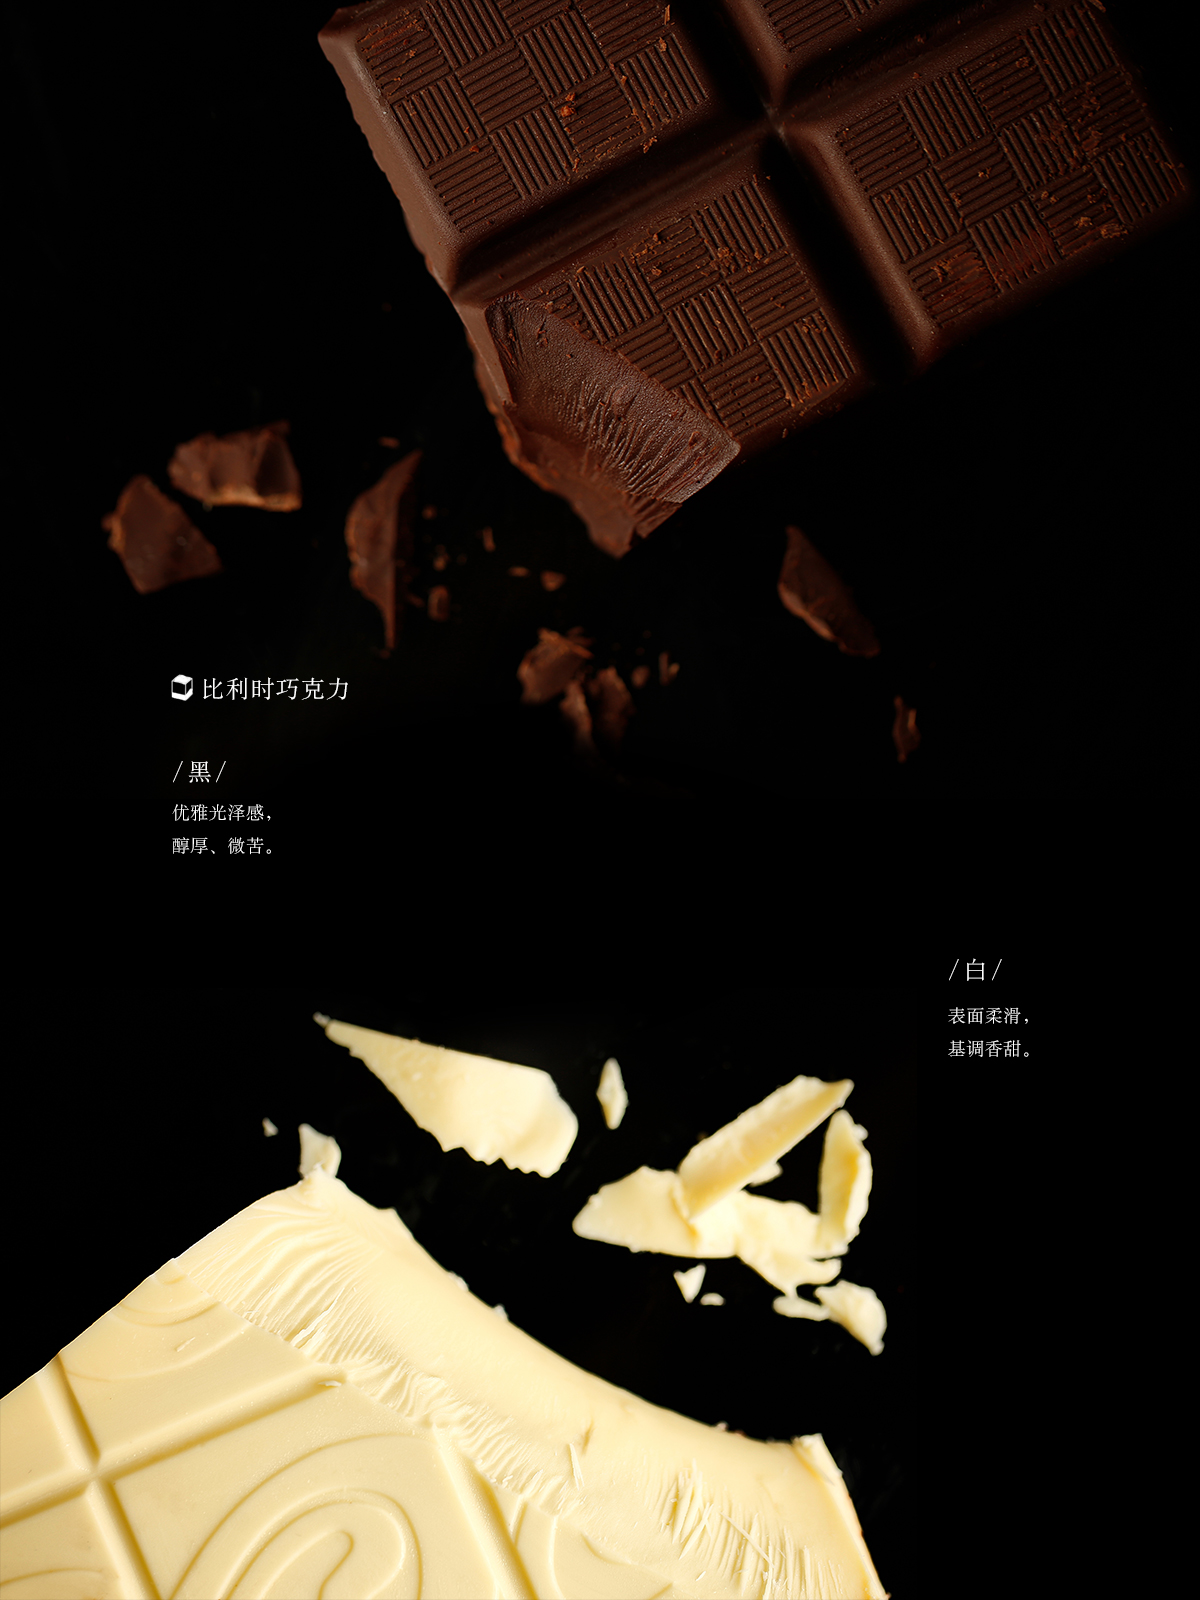 比利时巧克力
/ 黑 /
优雅光泽感，
醇厚、微苦。
/ 白 /
表面柔滑，
基调香甜。